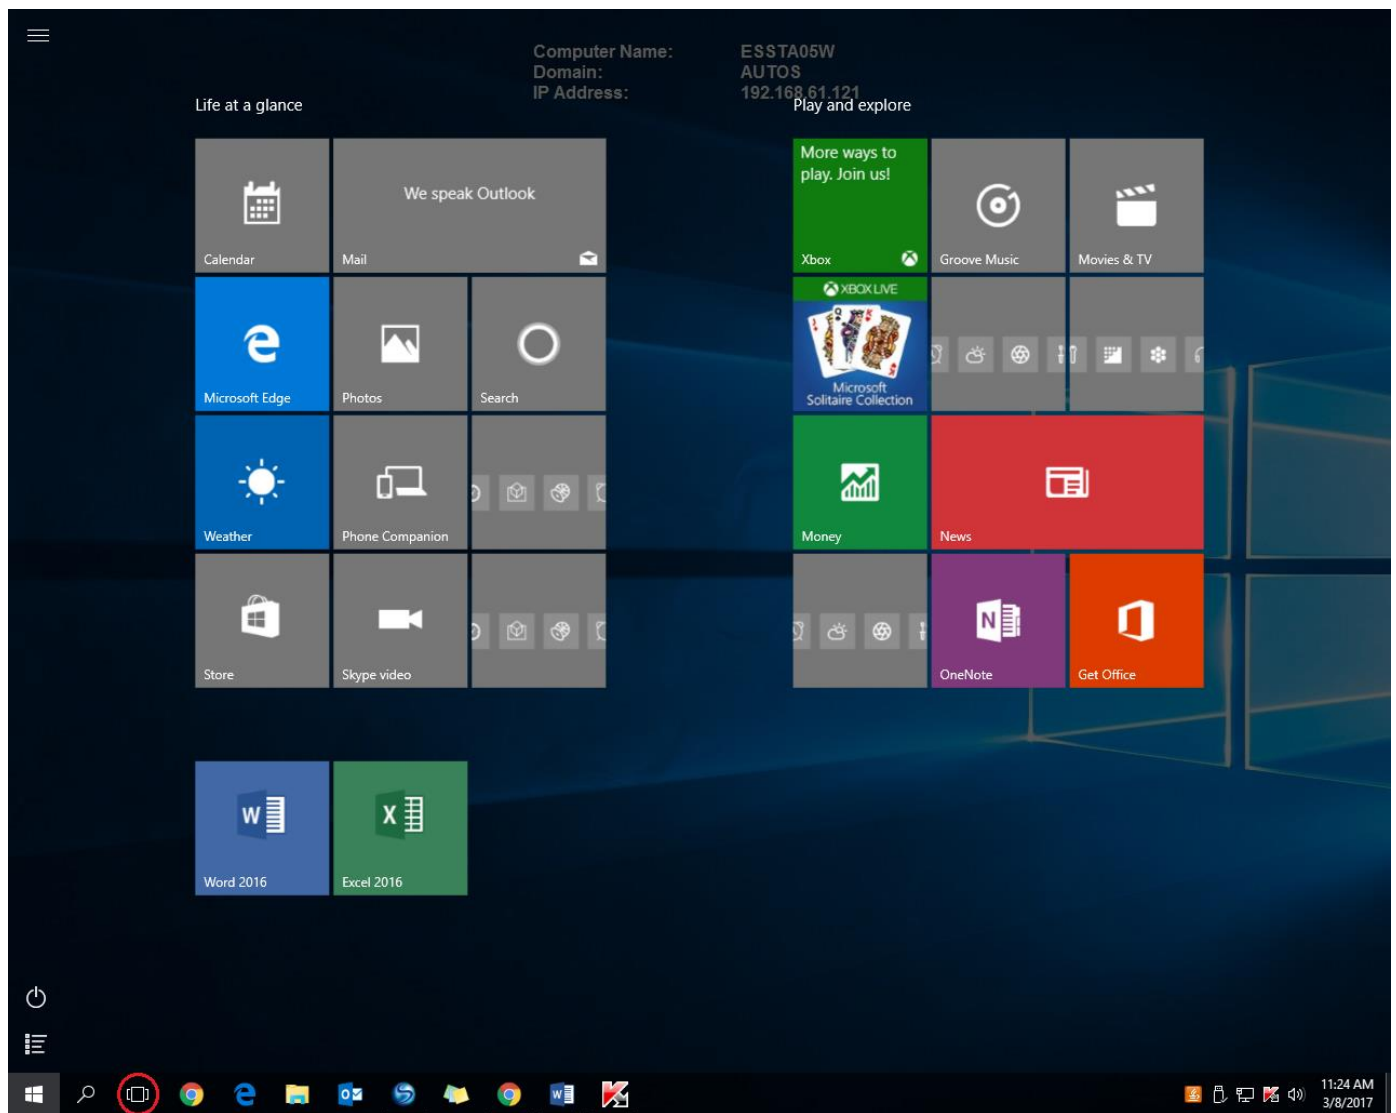 Computer Name: ESSTA05W
Domain: AUTOS
IP Address: 192.168.61.121
Life at a glance
Play and explore
Calendar
We speak Outlook
Mail
More ways to
play. Join us!
Xbox
Groove Music
Movies & TV
Microsoft Edge
Photos
Search
XBOX LIVE
Microsoft
Solitaire Collection
Weather
Phone Companion
Money
News
Store
Skype video
OneNote
Get Office
Word 2016
Excel 2016
11:24 AM
3/8/2017